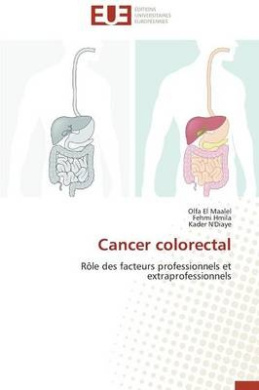 EUE
EDITIONS
UNIVERSITAIRES
EUROPEENNES
Olfa El Maalel
Fehmi Hmila
Kader N'Diaye
Cancer colorectal
Rôle des facteurs professionnels et
extraprofessionnels